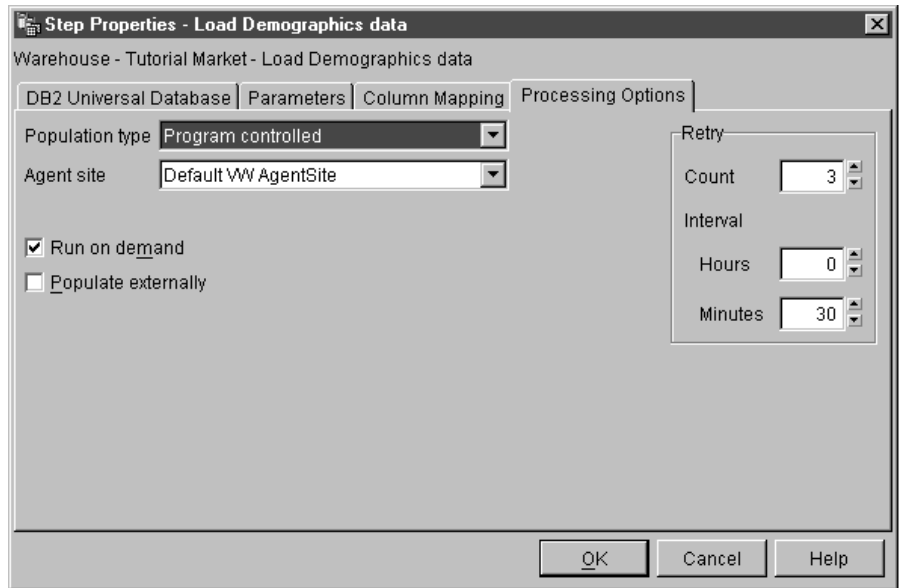 Step Properties - Load Demographics data
Warehouse - Tutorial Market - Load Demographics data
DB2 Universal Database Parameters Column Mapping Processing Options
Population type Program controlled
Agent site Default VW AgentSite
Run on demand
Populate externally
Retry
Count 3
Interval
Hours 0
Minutes 30
OK Cancel Help